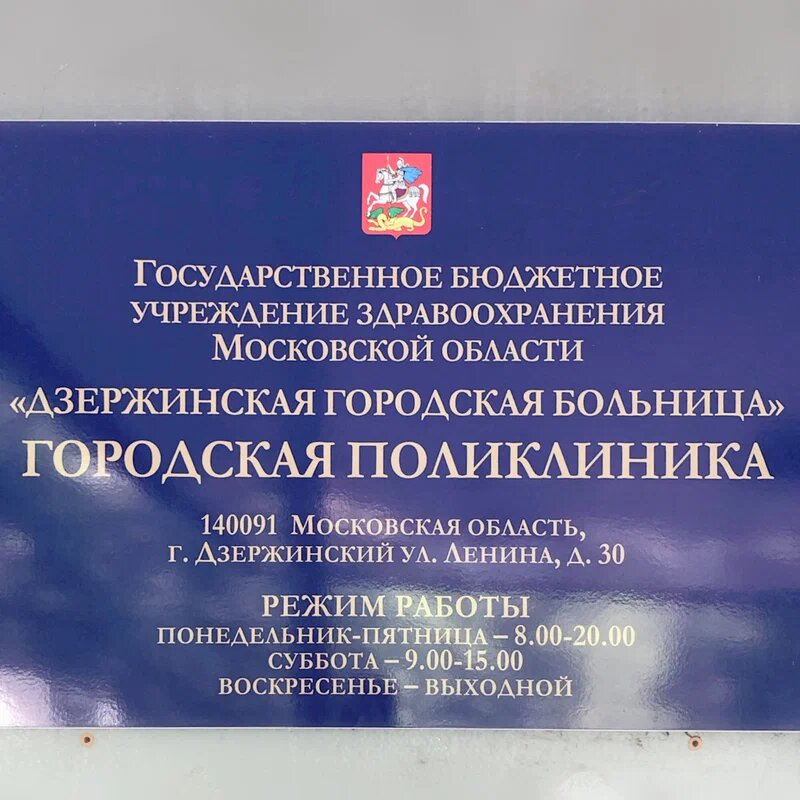 Государственное бюджетное
учреждение здравоохранения
Московской области
«ДЗЕРЖИНСКАЯ ГОРОДСКАЯ БОЛЬНИЦА»
ГОРОДСКАЯ ПОЛИКЛИНИКА
140091 Московская область,
г. Дзержинский ул. Ленина, д. 30
РЕЖИМ РАБОТЫ
ПОНЕДЕЛЬНИК-ПЯТНИЦА – 8.00-20.00
СУББОТА – 9.00-15.00
ВОСКРЕСЕНЬЕ – ВЫХОДНОЙ